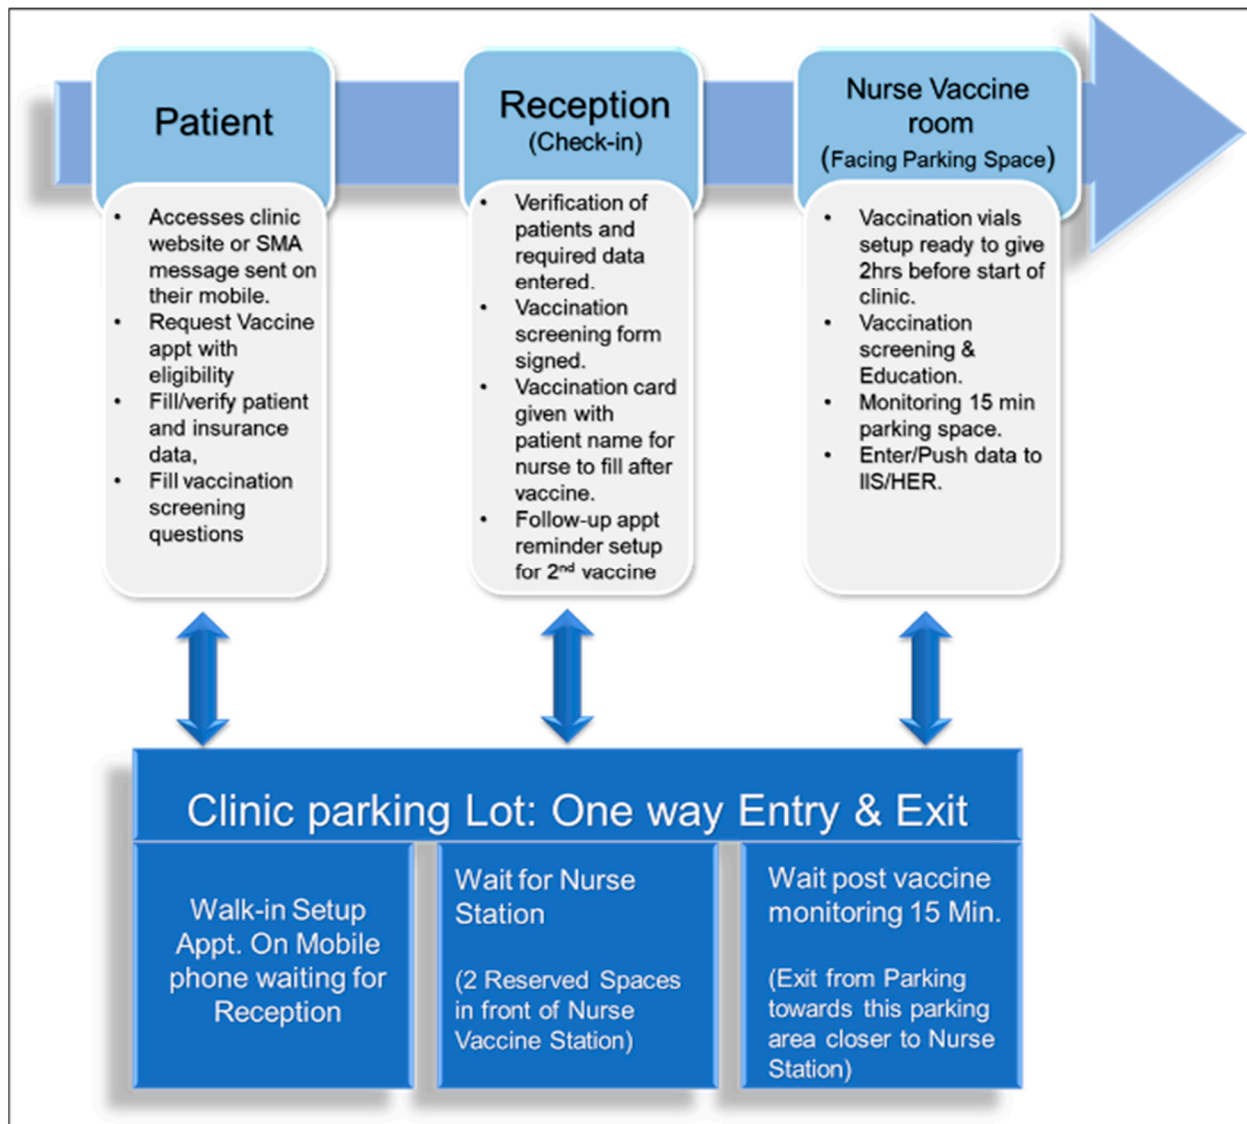 Patient
• Accesses clinic
website or SMA
message sent on
their mobile.
• Request Vaccine
appt with
eligibility
• Fill/verify patient
and insurance
data,
• Fill vaccination
screening
questions
Reception
(Check-in)
• Verification of
patients and
required data
entered.
• Vaccination
screening form
signed.
• Vaccination card
given with
patient name for
nurse to fill after
vaccine.
• Follow-up appt
reminder setup
for 2nd vaccine
Nurse Vaccine
room
(Facing Parking Space)
• Vaccination vials
setup ready to give
2hrs before start of
clinic.
• Vaccination
screening &
Education.
• Monitoring 15 min
parking space.
• Enter/Push data to
IIS/HER.
Clinic parking Lot: One way Entry & Exit
Walk-in Setup
Appt. On Mobile
phone waiting for
Reception
Wait for Nurse
Station
(2 Reserved Spaces
in front of Nurse
Vaccine Station)
Wait post vaccine
monitoring 15 Min.
(Exit from Parking
towards this parking
area closer to Nurse
Station)